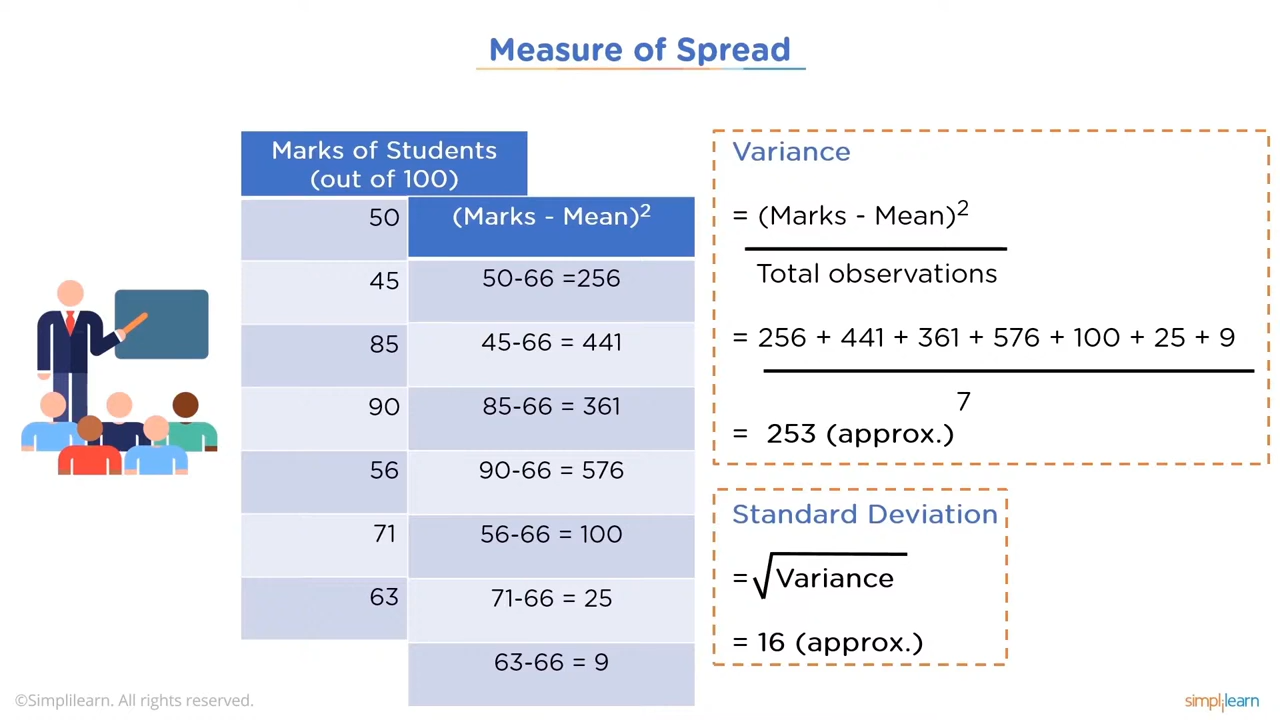 Measure of Spread
Marks of Students
(out of 100)
50
45
85
90
56
71
63
(Marks - Mean)²
50-66 =256
45-66 = 441
85-66 = 361
90-66 = 576
56-66 = 100
71-66 = 25
63-66 = 9
Variance
= (Marks - Mean)²
Total observations
= 256 + 441 + 361 + 576 + 100 + 25 + 9
7
= 253 (approx.)
Standard Deviation
= √Variance
= 16 (approx.)
©Simplilearn. All rights reserved.
simplilearn